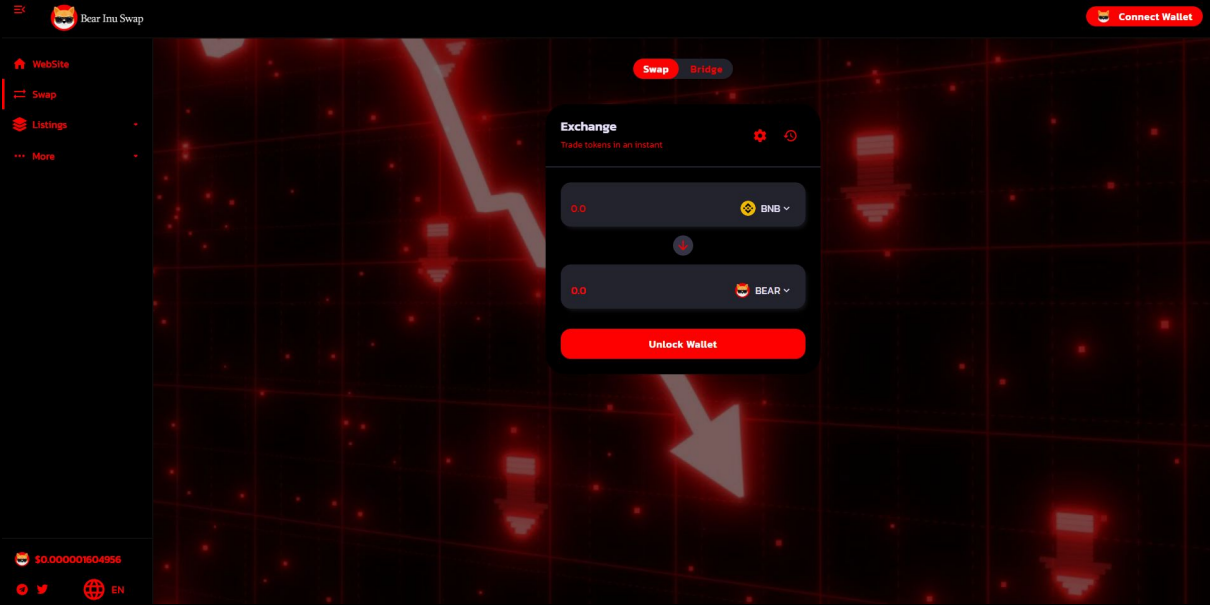 Bear Inu Swap
Connect Wallet
WebSite
Swap
Listings
More
Swap Bridge
Exchange
Trade tokens in an instant
0.0 BNB
0.0 BEAR
Unlock Wallet
$0.000001604956
EN